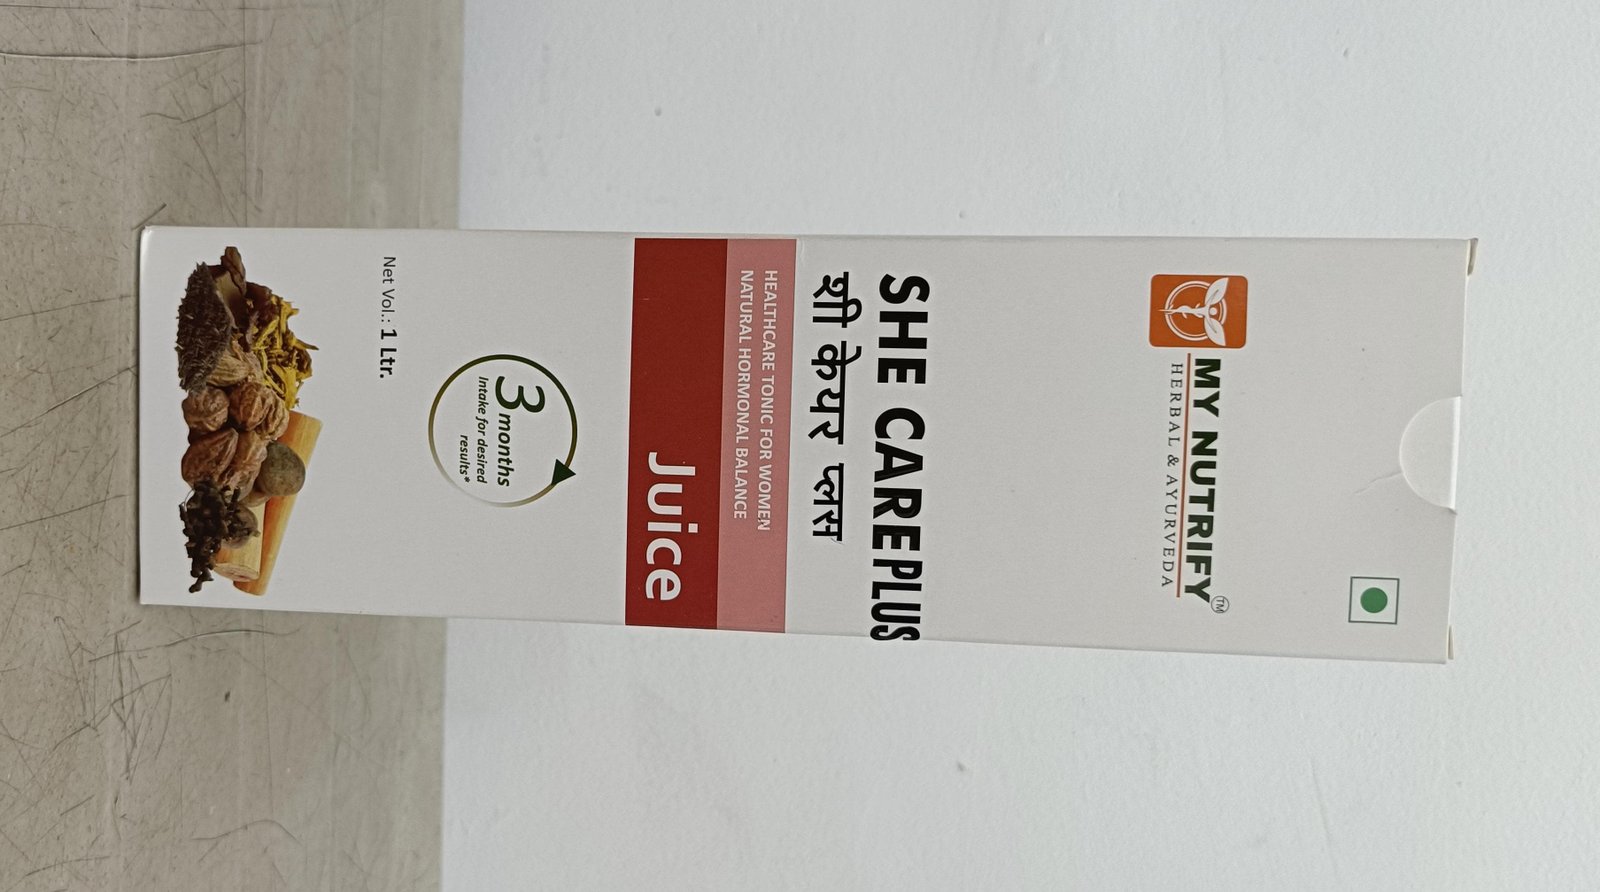 MY NUTRIFY™
HERBAL & AYURVEDA
SHE CAREPLUS
शी केयर प्लस
HEALTHCARE TONIC FOR WOMEN
NATURAL HORMONAL BALANCE
Juice
3 months
Intake for desired
results*
Net Vol.: 1 Ltr.